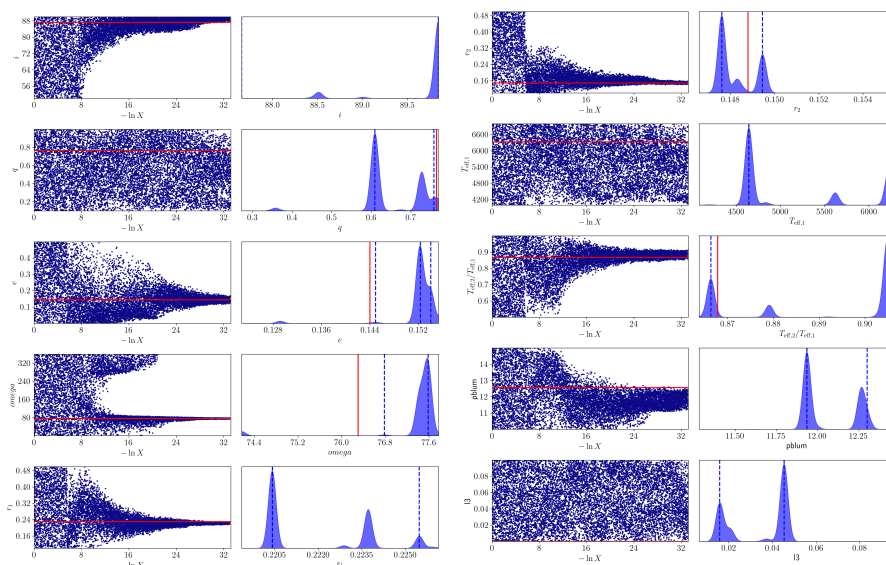 88
80
72
64
56
i
0 8 16 24 32
− ln X
88.0 88.5 89.0 89.5
i
0.8
0.6
0.4
0.2
q
0 8 16 24 32
− ln X
0.3 0.4 0.5 0.6 0.7
q
0.4
0.3
0.2
0.1
e
0 8 16 24 32
− ln X
0.128 0.136 0.144 0.152
e
320
240
160
80
omega
0 8 16 24 32
− ln X
74.4 75.2 76.0 76.8 77.6
omega
0.48
0.40
0.32
0.24
0.16
r1
0 8 16 24 32
− ln X
0.2205 0.2220 0.2235 0.2250
r1
0.48
0.40
0.32
0.24
0.16
r2
0 8 16 24 32
− ln X
0.148 0.150 0.152 0.154
r2
6600
6000
5400
4800
4200
Teff,1
0 8 16 24 32
− ln X
4500 5000 5500 6000
Teff,1
0.9
0.8
0.7
0.6
Teff,2/Teff,1
0 8 16 24 32
− ln X
0.87 0.88 0.89 0.90
Teff,2/Teff,1
14
13
12
11
pblum
0 8 16 24 32
− ln X
11.50 11.75 12.00 12.25
pblum
0.08
0.06
0.04
0.02
0.00
l3
0 8 16 24 32
− ln X
0.02 0.04 0.06 0.08
l3